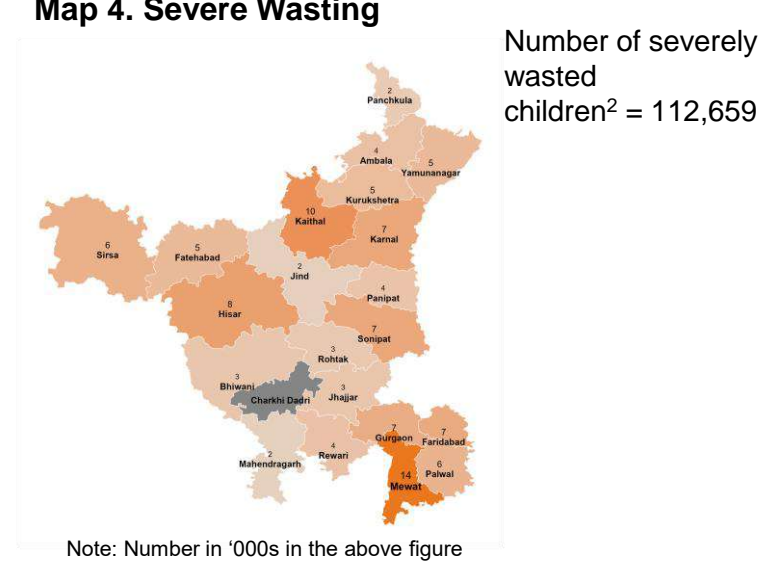 Map 4. Severe Wasting
Number of severely
wasted
children² = 112,659
2
Panchkula
4
Ambala
5
Yamunanagar
5
Kurukshetra
10
Kaithal
7
Karnal
6
Sirsa
5
Fatehabad
2
Jind
4
Panipat
8
Hisar
7
Sonipat
3
Rohtak
3
Bhiwani
Charkhi Dadri
3
Jhajjar
7
Gurgaon
7
Faridabad
2
Mahendragarh
4
Rewari
6
Palwal
14
Mewat
Note: Number in ‘000s in the above figure